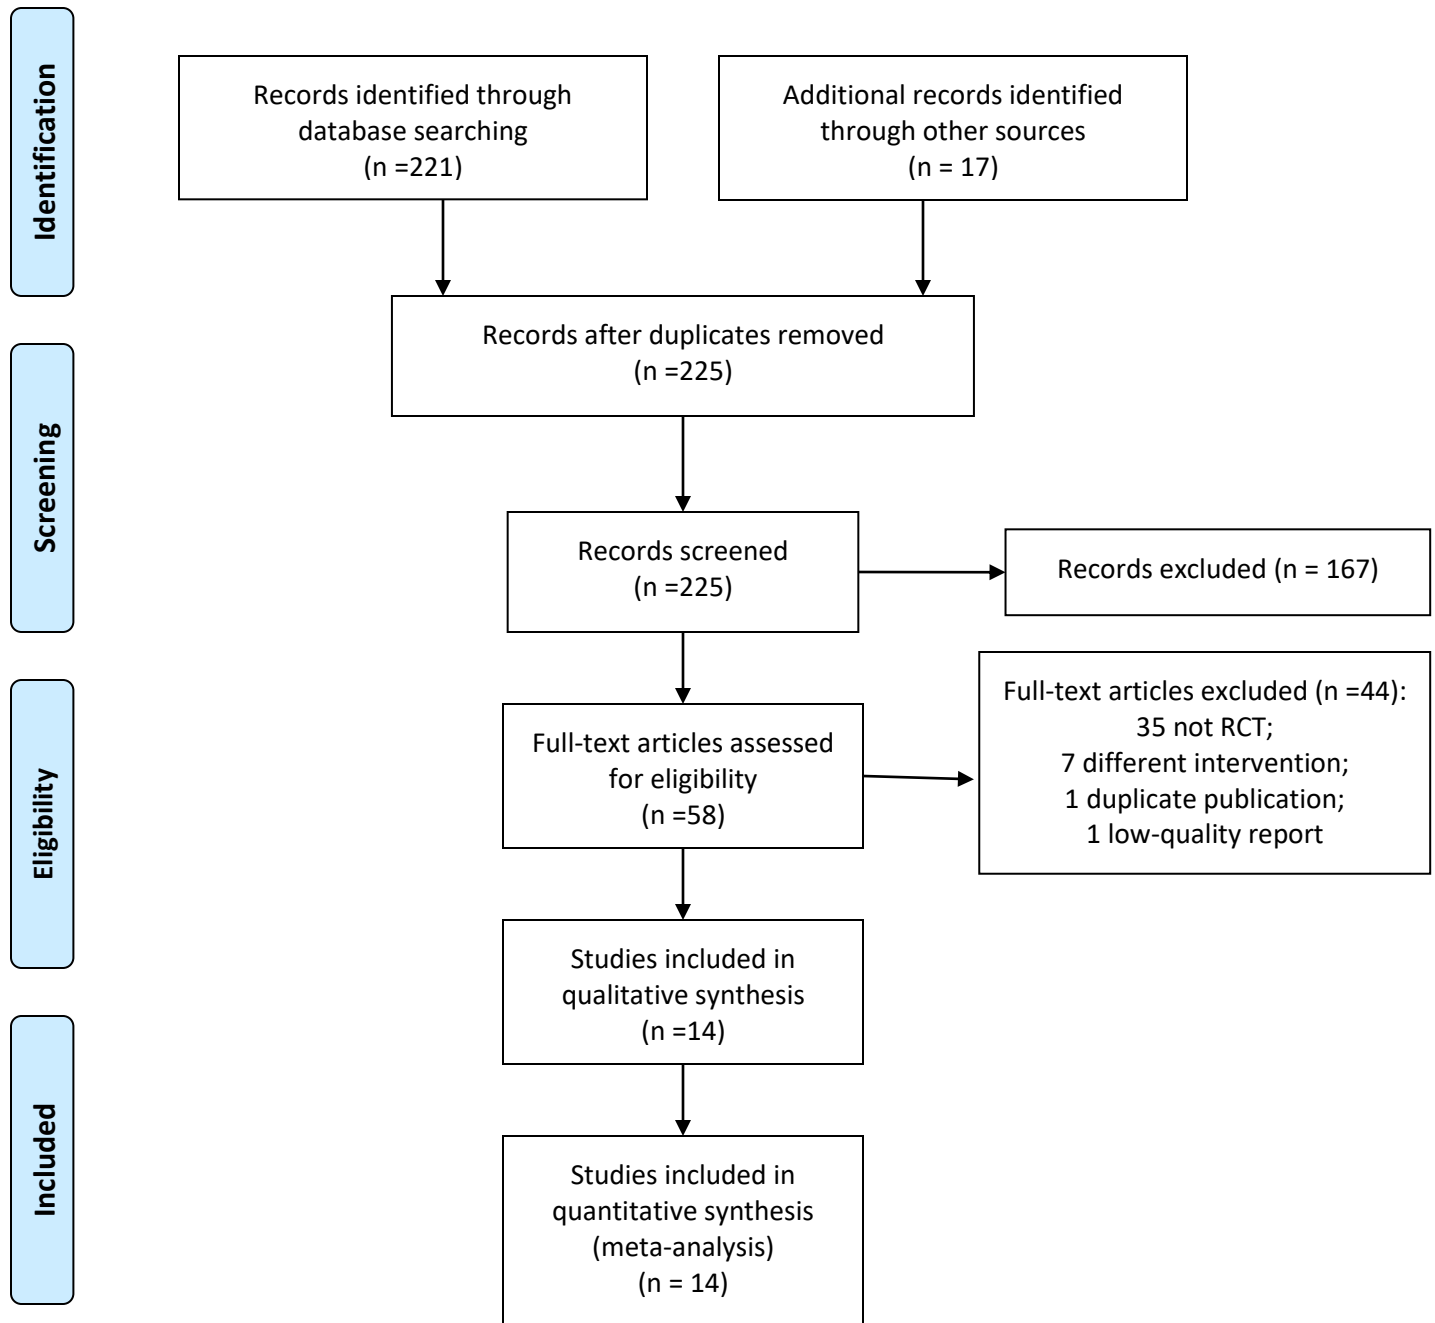 Identification
Records identified through
database searching
(n =221)
Additional records identified
through other sources
(n = 17)
Records after duplicates removed
(n =225)
Screening
Records screened
(n =225)
Records excluded (n = 167)
Eligibility
Full-text articles assessed
for eligibility
(n =58)
Full-text articles excluded (n =44):
35 not RCT;
7 different intervention;
1 duplicate publication;
1 low-quality report
Studies included in
qualitative synthesis
(n =14)
Included
Studies included in
quantitative synthesis
(meta-analysis)
(n = 14)